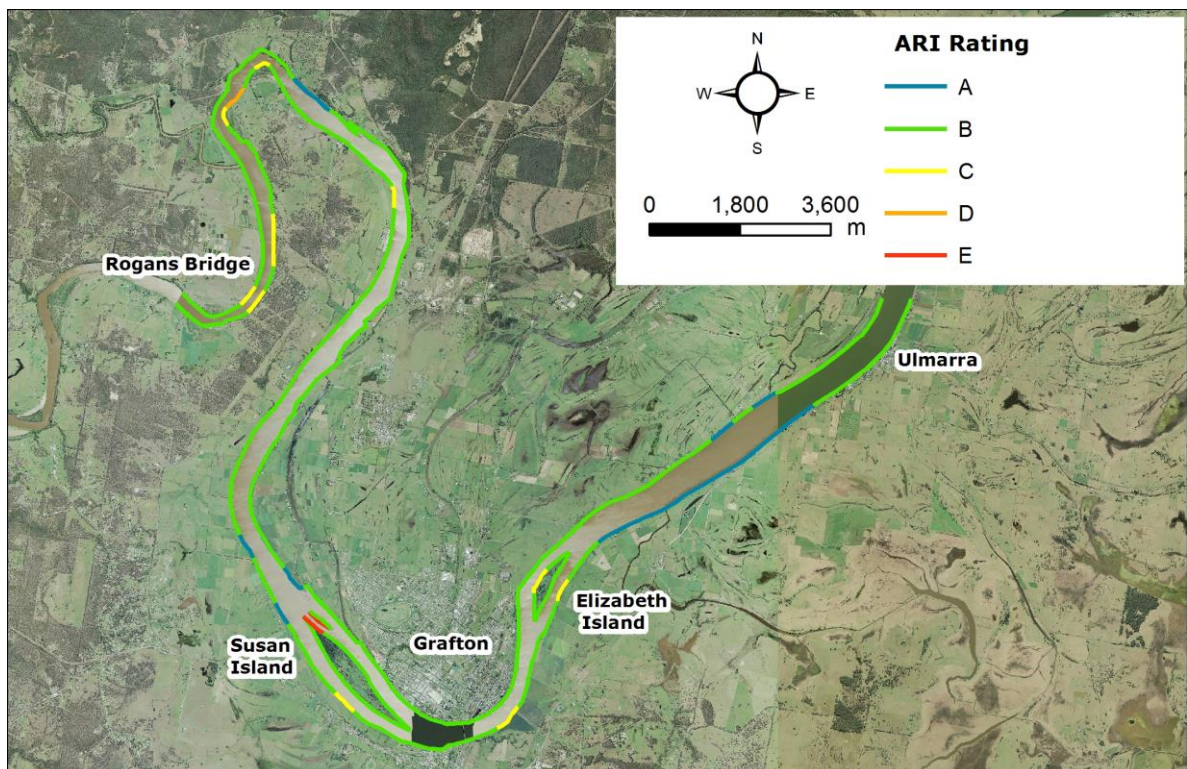 ARI Rating
N
W
E
S
A
B
C
D
E
0 1,800 3,600
m
Rogans Bridge
Ulmarra
Elizabeth
Island
Grafton
Susan
Island